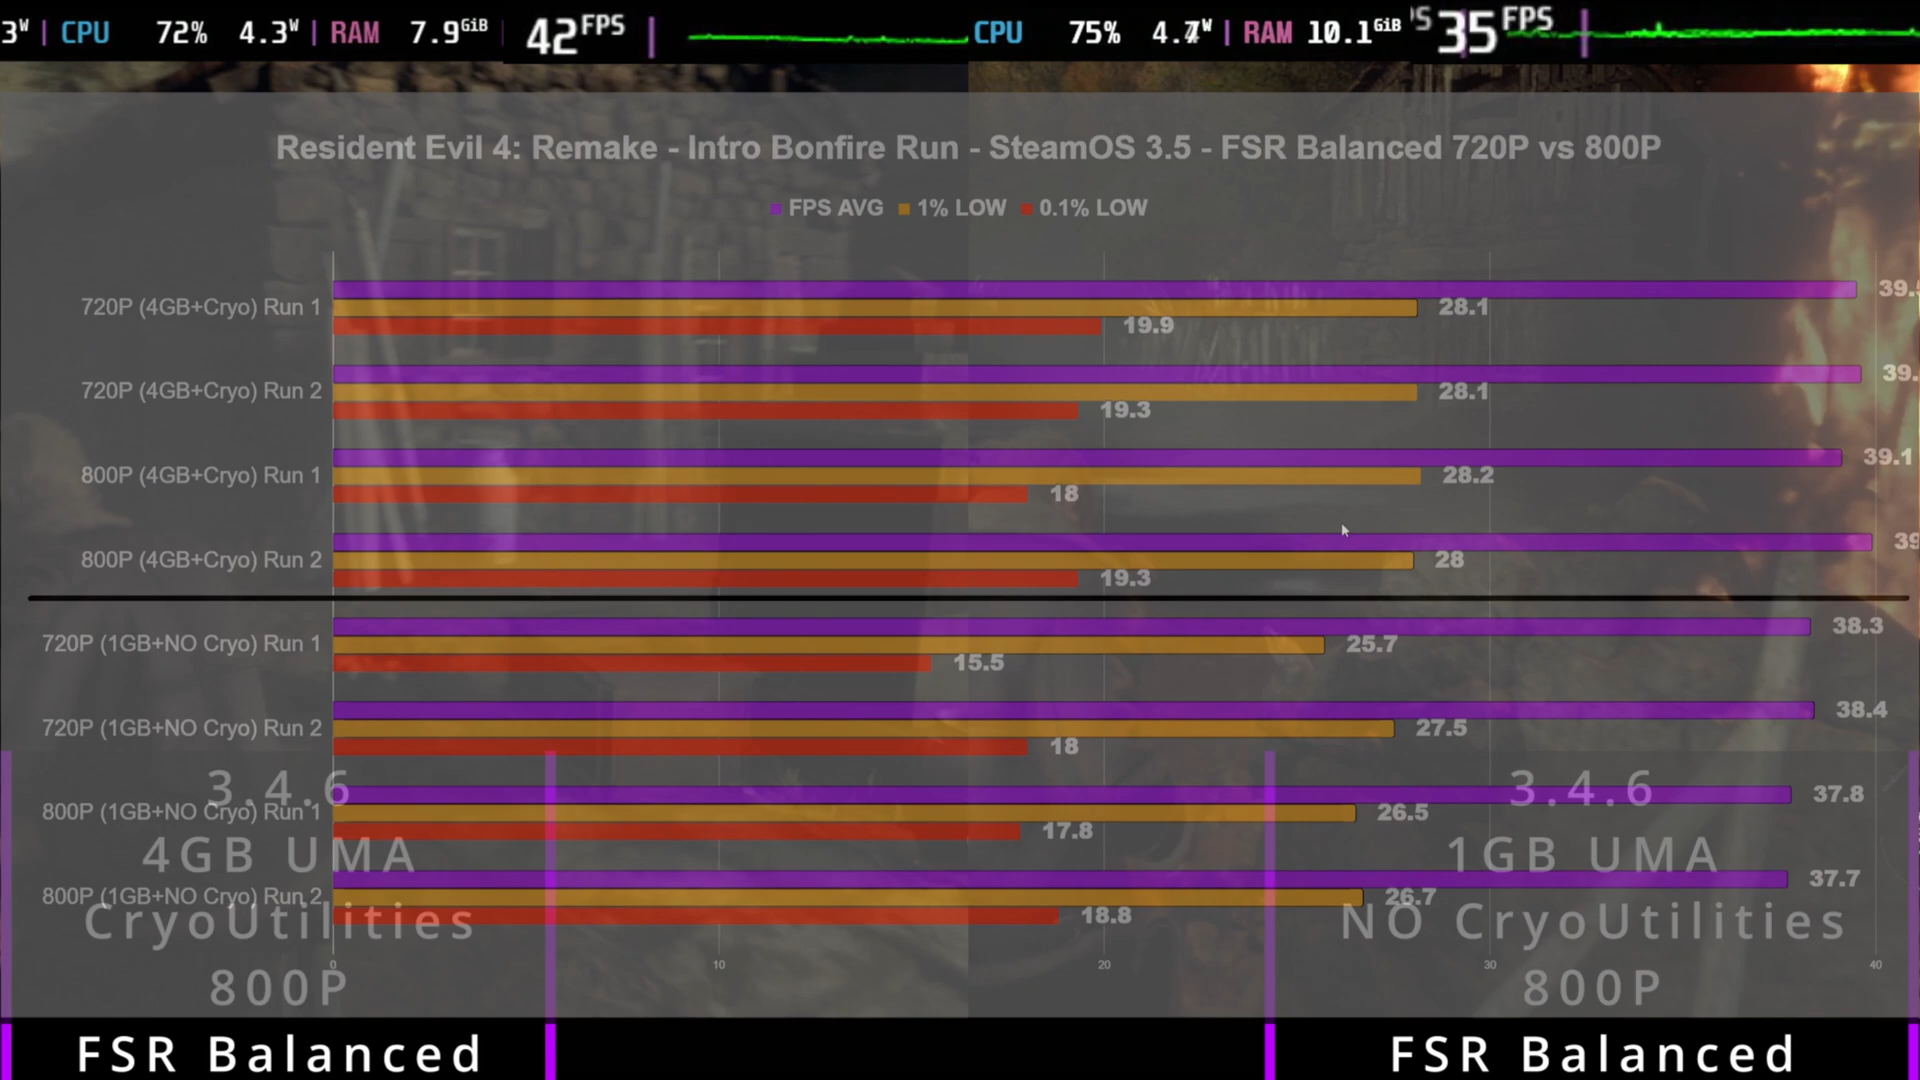 3W | CPU 72% 4.3W | RAM 7.9GiB 42FPS CPU 75% W | RAM 10.1GiB 35FPS
Resident Evil 4: Remake - Intro Bonfire Run - SteamOS 3.5 - FSR Balanced 720P vs 800P
FPS AVG 1% LOW 0.1% LOW
720P (4GB+Cryo) Run 1 28.1 19.9
720P (4GB+Cryo) Run 2 28.1 19.3
800P (4GB+Cryo) Run 1 39.1 28.2 18
800P (4GB+Cryo) Run 2 28 19.3
720P (1GB+NO Cryo) Run 1 38.3 25.7 15.5
720P (1GB+NO Cryo) Run 2 38.4 27.5 18
800P (1GB+NO Cryo) Run 1 37.8 26.5 17.8
800P (1GB+NO Cryo) Run 2 37.7 26.7 18.8
0 10 20 30 40
3.4.6
4GB UMA
CryoUtilities
800P
FSR Balanced
3.4.6
1GB UMA
NO CryoUtilities
800P
FSR Balanced